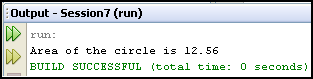 Output - Session7 (run)
run:
Area of the circle is 12.56
BUILD SUCCESSFUL (total time: 0 seconds)